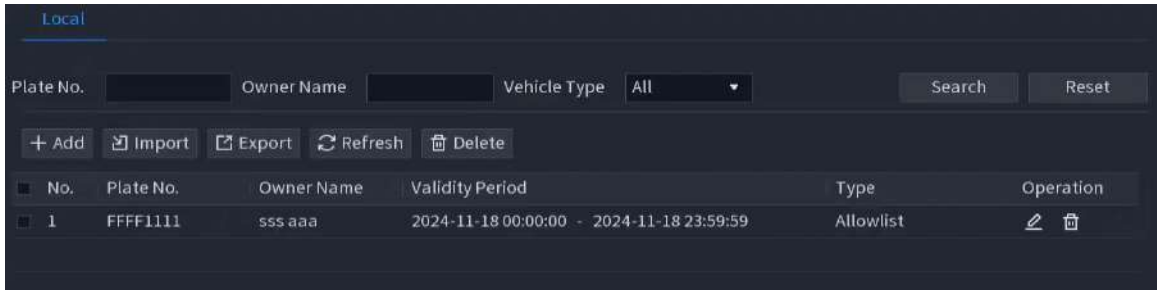 Local
Plate No. Owner Name Vehicle Type All Search Reset
Add Import Export Refresh Delete
No. Plate No. Owner Name Validity Period Type Operation
1 FFFF1111 sss aaa 2024-11-18 00:00:00 - 2024-11-18 23:59:59 Allowlist